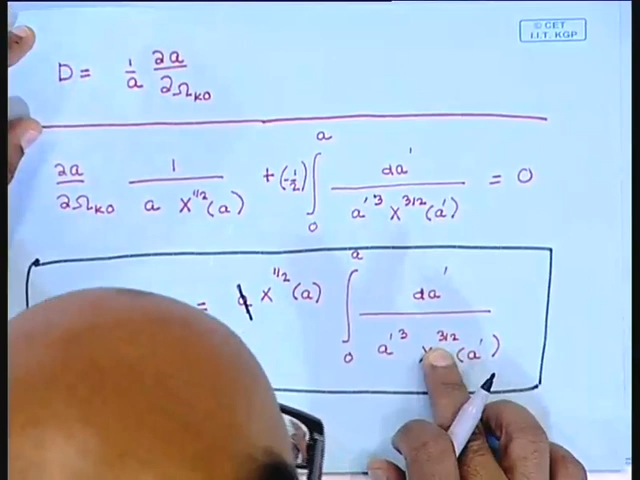 © CET
I.I.T. KGP
D = 1/a ∂a/∂Ω_K0
∂a/∂Ω_K0 1/(a X^1/2(a)) + (-1/2) ∫_0^a da'/(a'^3 X^3/2(a')) = 0
= a X^1/2(a) ∫_0^a da'/(a'^3 X^3/2(a'))